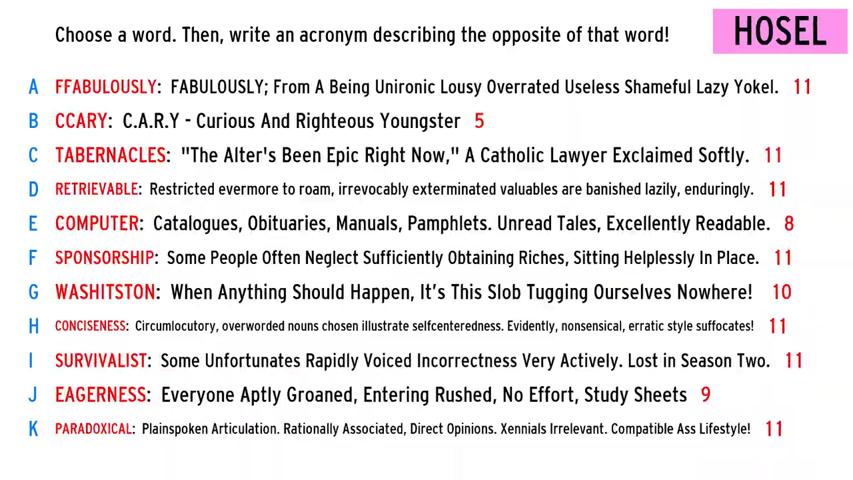 Choose a word. Then, write an acronym describing the opposite of that word!
HOSEL
A FFABULOUSLY: FABULOUSLY; From A Being Unironic Lousy Overrated Useless Shameful Lazy Yokel. 11
B CCARY: C.A.R.Y - Curious And Righteous Youngster 5
C TABERNACLES: "The Alter's Been Epic Right Now," A Catholic Lawyer Exclaimed Softly. 11
D RETRIEVABLE: Restricted evermore to roam, irrevocably exterminated valuables are banished lazily, enduringly. 11
E COMPUTER: Catalogues, Obituaries, Manuals, Pamphlets. Unread Tales, Excellently Readable. 8
F SPONSORSHIP: Some People Often Neglect Sufficiently Obtaining Riches, Sitting Helplessly In Place. 11
G WASHITSTON: When Anything Should Happen, It's This Slob Tugging Ourselves Nowhere! 10
H CONCISENESS: Circumlocutory, overworded nouns chosen illustrate selfcenteredness. Evidently, nonsensical, erratic style suffocates! 11
I SURVIVALIST: Some Unfortunates Rapidly Voiced Incorrectness Very Actively. Lost in Season Two. 11
J EAGERNESS: Everyone Aptly Groaned, Entering Rushed, No Effort, Study Sheets 9
K PARADOXICAL: Plainspoken Articulation. Rationally Associated, Direct Opinions. Xennials Irrelevant. Compatible Ass Lifestyle! 11